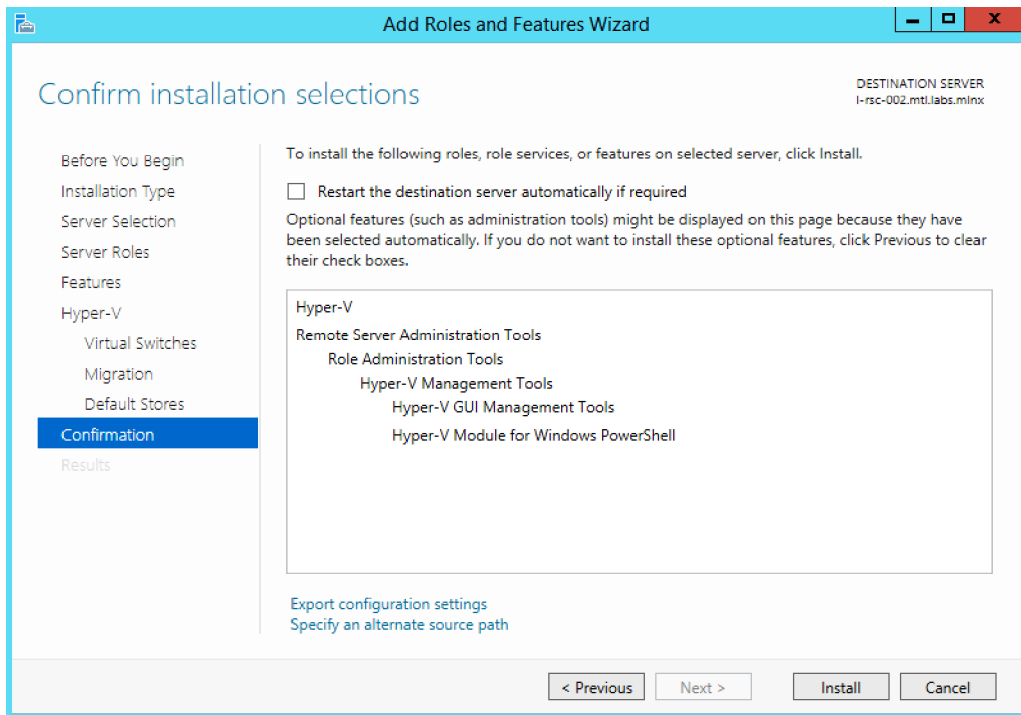 Add Roles and Features Wizard
Confirm installation selections
DESTINATION SERVER
l-rsc-002.mtl.labs.mlnx
Before You Begin
Installation Type
Server Selection
Server Roles
Features
Hyper-V
Virtual Switches
Migration
Default Stores
Confirmation
Results
To install the following roles, role services, or features on selected server, click Install.
Restart the destination server automatically if required
Optional features (such as administration tools) might be displayed on this page because they have
been selected automatically. If you do not want to install these optional features, click Previous to clear
their check boxes.
Hyper-V
Remote Server Administration Tools
Role Administration Tools
Hyper-V Management Tools
Hyper-V GUI Management Tools
Hyper-V Module for Windows PowerShell
Export configuration settings
Specify an alternate source path
< Previous
Next >
Install
Cancel